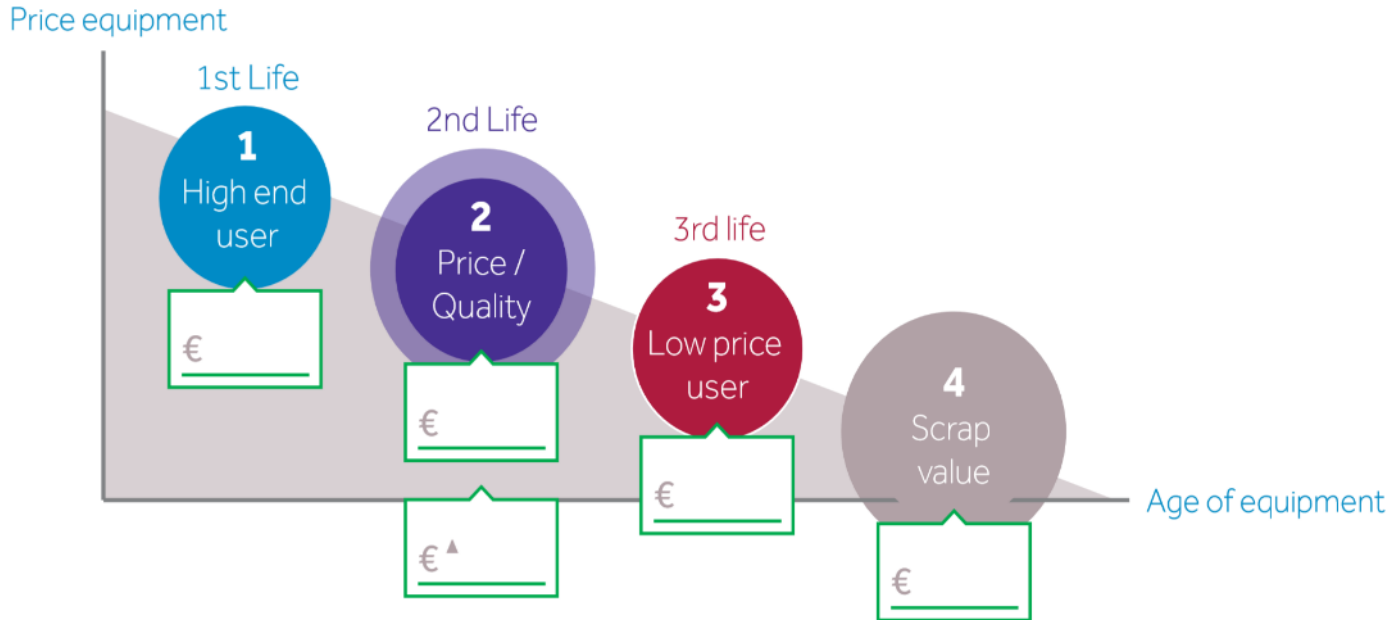 Price equipment
1st Life
1
High end
user
€
2nd Life
2
Price /
Quality
€
€ ▲
3rd life
3
Low price
user
€
4
Scrap
value
€
Age of equipment